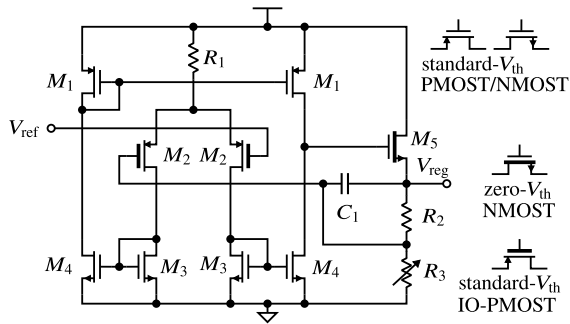 R1
M1
M1
standard-Vth
PMOST/NMOST
Vref
M2
M2
M5
Vreg
C1
zero-Vth
NMOST
R2
M4
M3
M3
M4
R3
standard-Vth
IO-PMOST